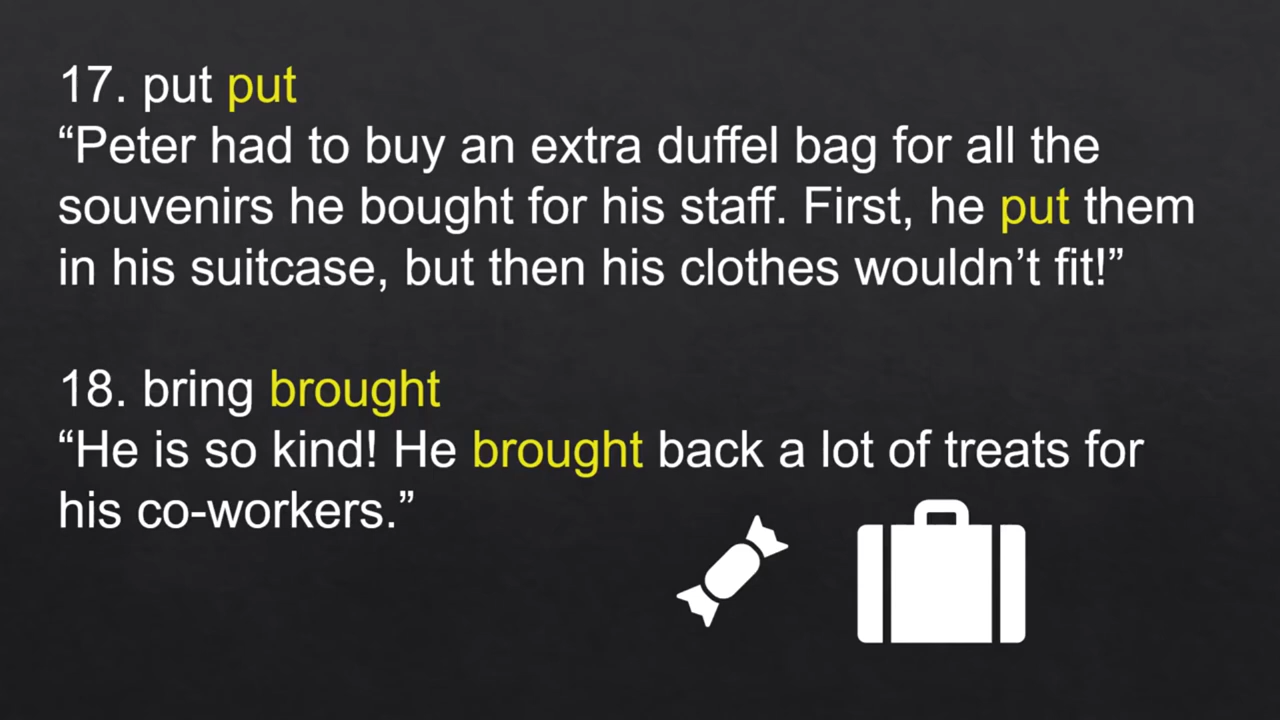 17. put put
“Peter had to buy an extra duffel bag for all the
souvenirs he bought for his staff. First, he put them
in his suitcase, but then his clothes wouldn’t fit!”
18. bring brought
“He is so kind! He brought back a lot of treats for
his co-workers.”